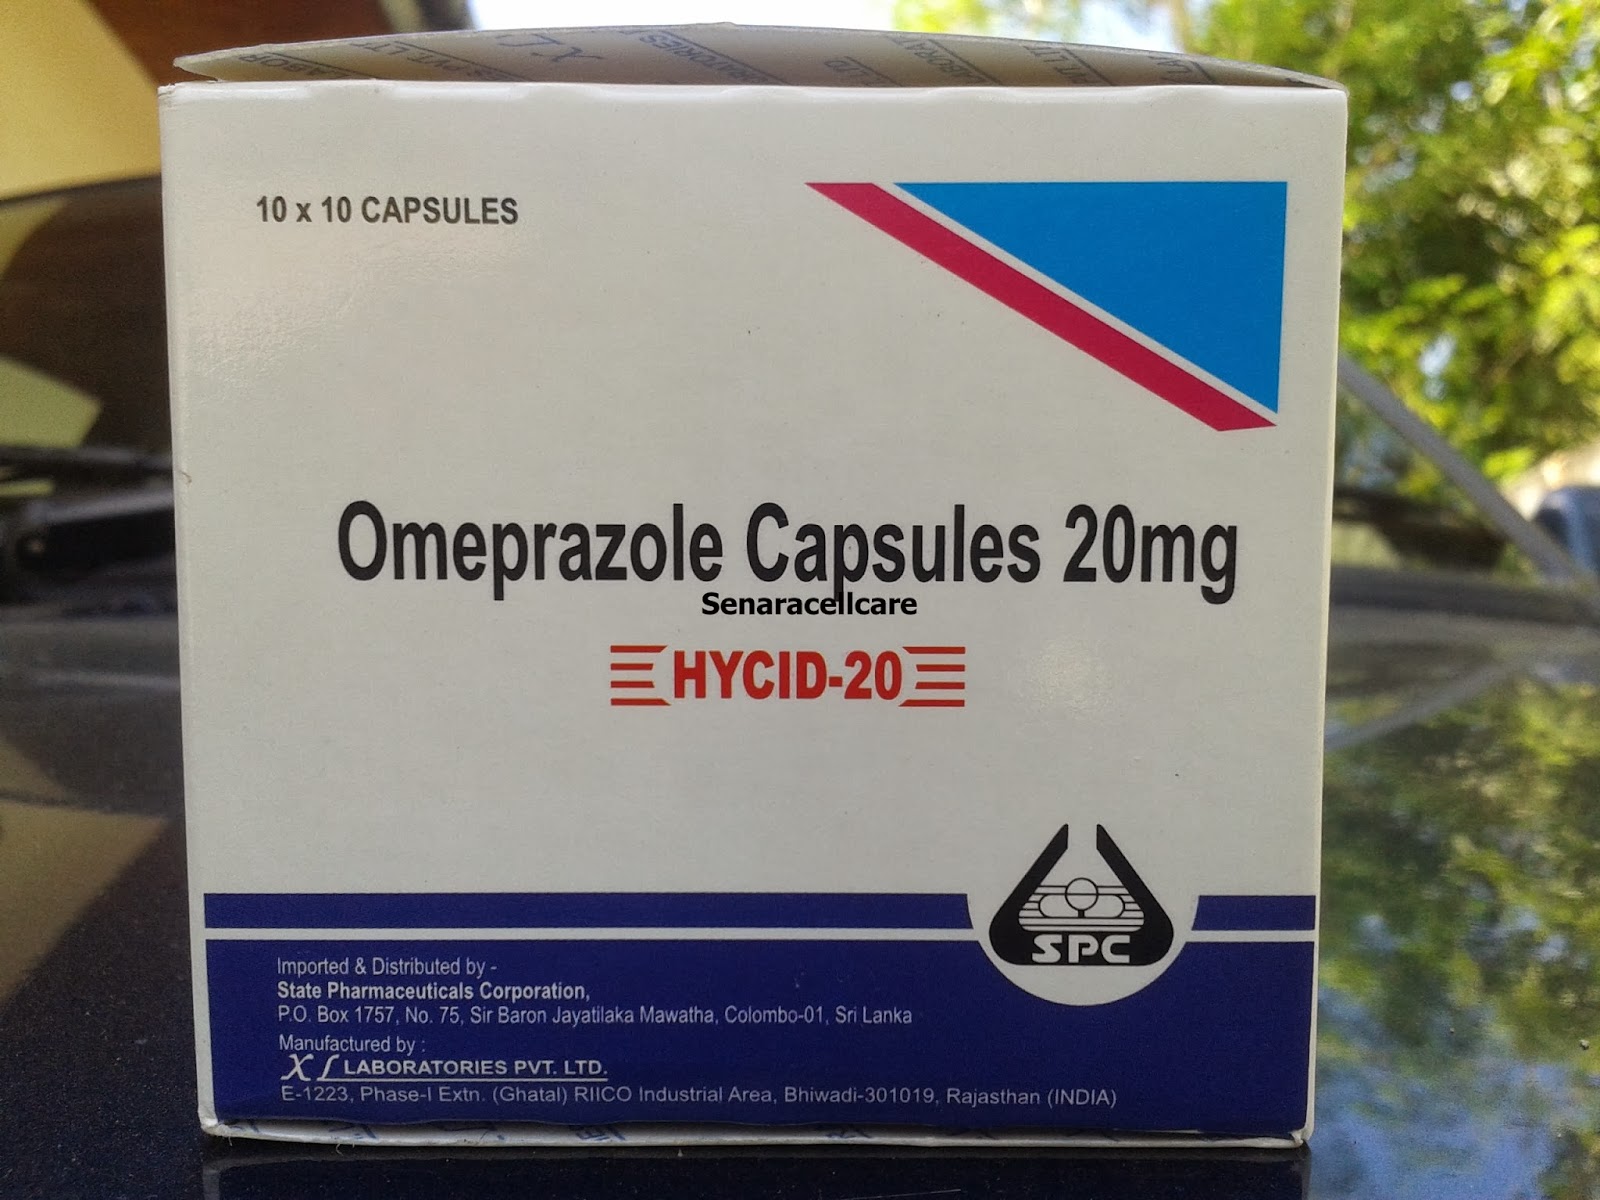 10 x 10 CAPSULES
Omeprazole Capsules 20mg
Senaracellcare
HYCID-20
SPC
Imported & Distributed by -
State Pharmaceuticals Corporation,
P.O. Box 1757, No. 75, Sir Baron Jayatilaka Mawatha, Colombo-01, Sri Lanka
Manufactured by :
XL LABORATORIES PVT. LTD.
E-1223, Phase-I Extn. (Ghatal) RIICO Industrial Area, Bhiwadi-301019, Rajasthan (INDIA)